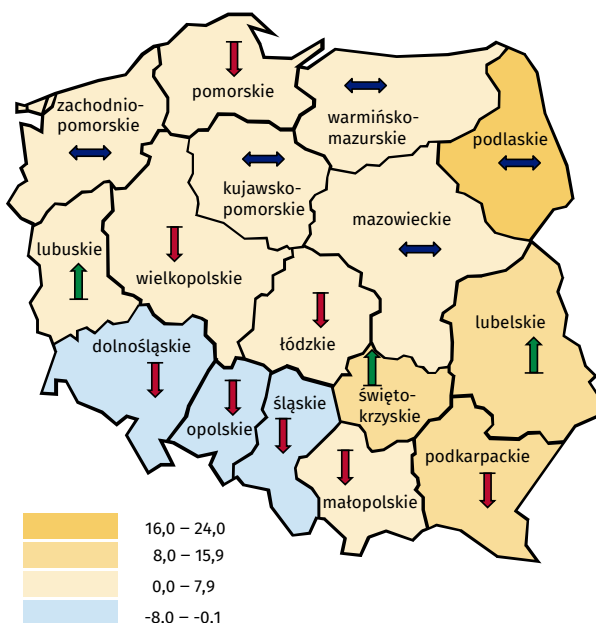 pomorskie
zachodnio-
pomorskie
warmińsko-
mazurskie
podlaskie
kujawsko-
pomorskie
mazowieckie
lubuskie
wielkopolskie
łódzkie
lubelskie
dolnośląskie
opolskie
śląskie
święto-
krzyskie
podkarpackie
małopolskie
16,0 – 24,0
8,0 – 15,9
0,0 – 7,9
-8,0 – -0,1